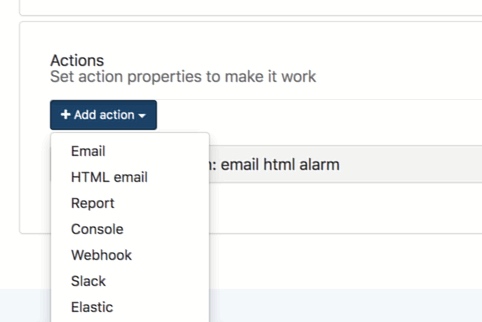 Actions
Set action properties to make it work
+ Add action
Email
HTML email
: email html alarm
Report
Console
Webhook
Slack
Elastic